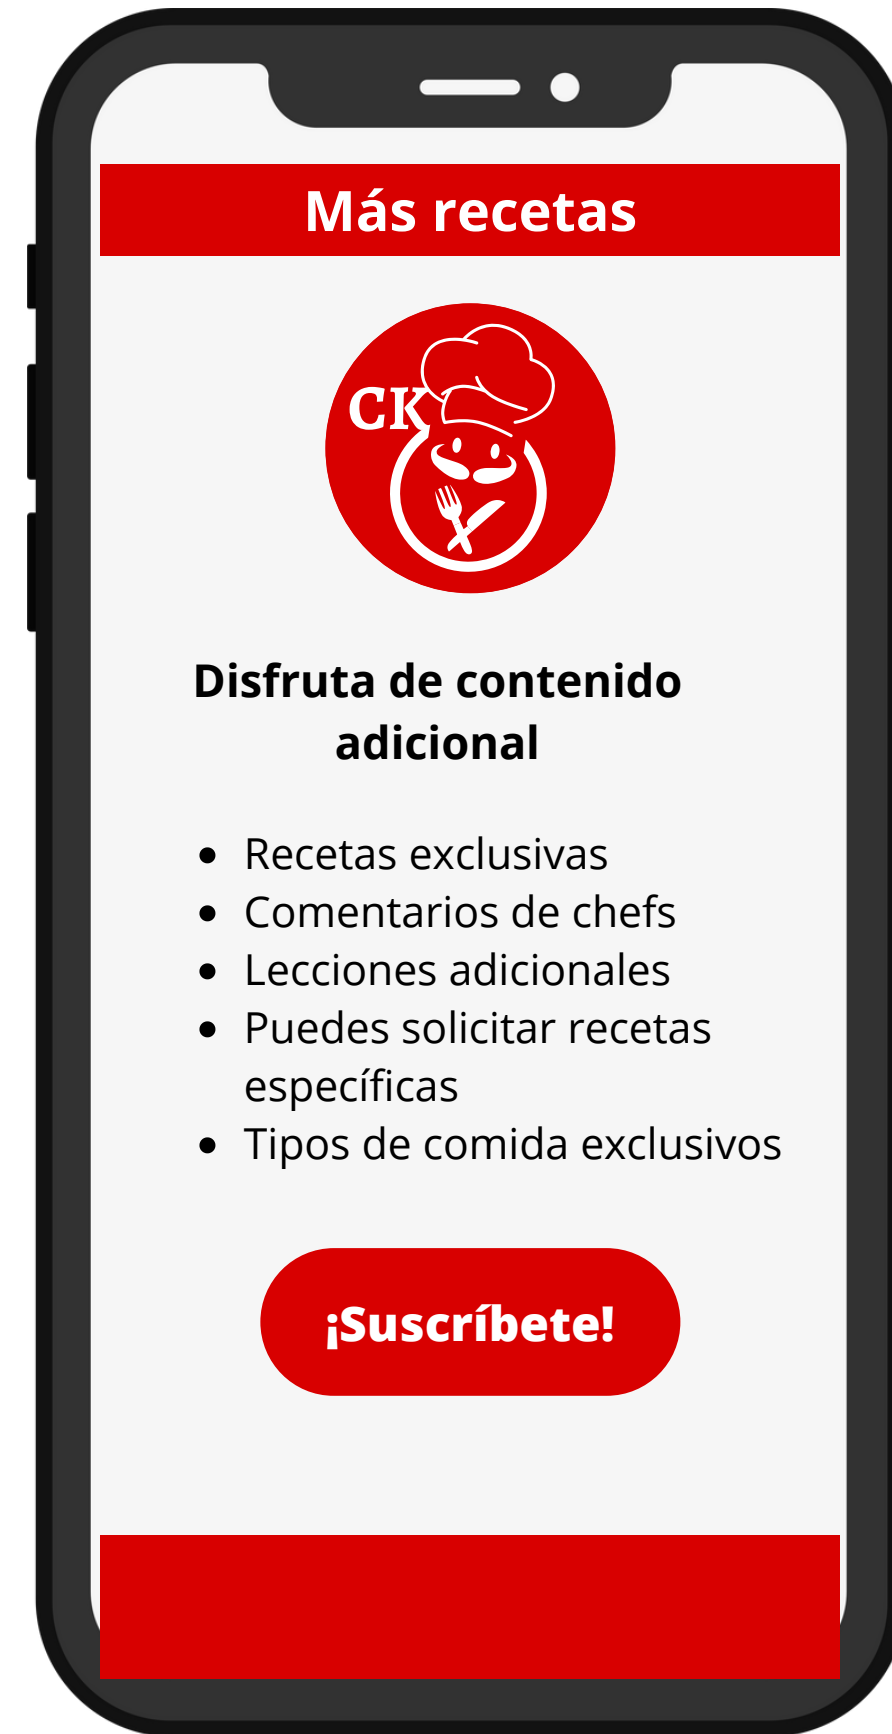 Más recetas
CK
Disfruta de contenido
adicional
• Recetas exclusivas
• Comentarios de chefs
• Lecciones adicionales
• Puedes solicitar recetas
específicas
• Tipos de comida exclusivos
¡Suscríbete!